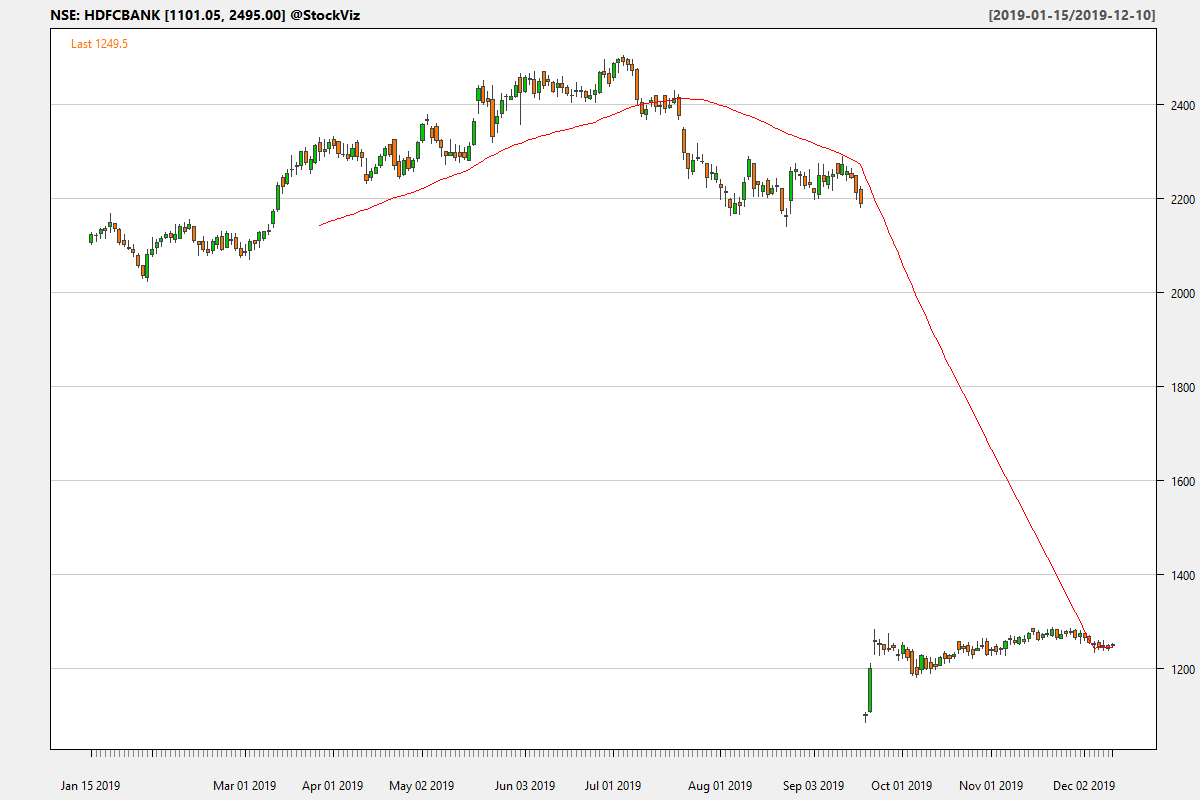 NSE: HDFCBANK [1101.05, 2495.00] @StockViz [2019-01-15/2019-12-10]
Last 1249.5
2400
2200
2000
1800
1600
1400
1200
Jan 15 2019 Mar 01 2019 Apr 01 2019 May 02 2019 Jun 03 2019 Jul 01 2019 Aug 01 2019 Sep 03 2019 Oct 01 2019 Nov 01 2019 Dec 02 2019